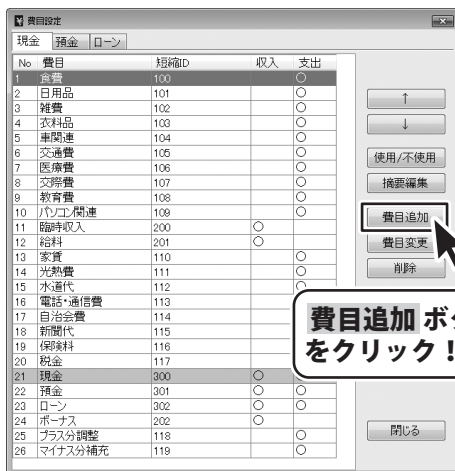 費目設定
現金 預金 ローン
No 費目 短縮ID 収入 支出
1 食費 100 ○
2 日用品 101 ○
3 雑費 102 ○
4 衣料品 103 ○
5 車関連 104 ○
6 交通費 105 ○
7 医療費 106 ○
8 交際費 107 ○
9 教育費 108 ○
10 パソコン関連 109 ○
11 臨時収入 200 ○
12 給料 201 ○
13 家賃 110 ○
14 光熱費 111 ○
15 水道代 112 ○
16 電話・通信費 113
17 自治会費 114
18 新聞代 115
19 保険料 116
20 税金 117
21 現金 300 ○
22 預金 301 ○ ○
23 ローン 302 ○ ○
24 ボーナス 202 ○
25 プラス分調整 118 ○
26 マイナス分補充 119 ○
↑
↓
使用/不使用
摘要編集
費目追加
費目変更
削除
費目追加 ボタ
をクリック!
閉じる